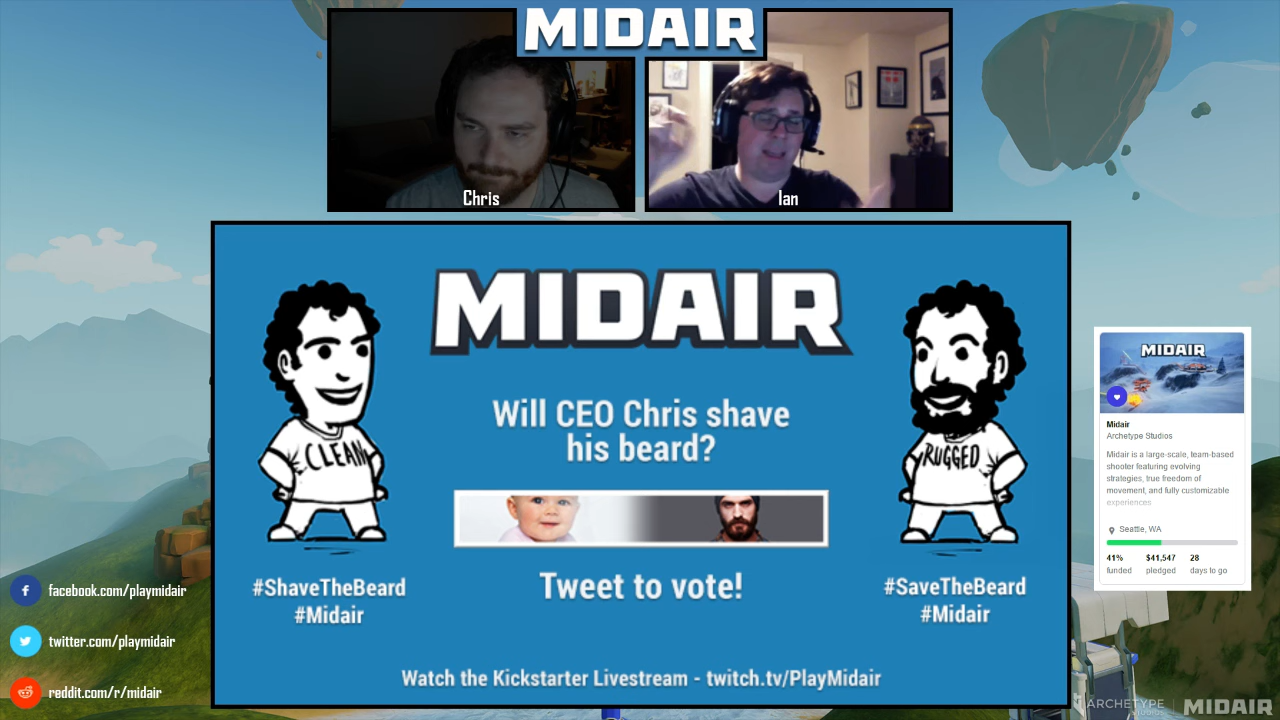 MIDAIR
Chris
Ian
MIDAIR
Will CEO Chris shave
his beard?
CLEAN
RUGGED
Tweet to vote!
#ShaveTheBeard
#Midair
#SaveTheBeard
#Midair
Watch the Kickstarter Livestream - twitch.tv/PlayMidair
facebook.com/playmidair
twitter.com/playmidair
reddit.com/r/midair
MIDAIR
Midair
Archetype Studios
Midair is a large-scale, team-based
shooter featuring evolving
strategies, true freedom of
movement, and fully customizable
experiences
Seattle, WA
41%
funded
$41,547
pledged
28
days to go
ARCHETYPE
STUDIOS
MIDAIR